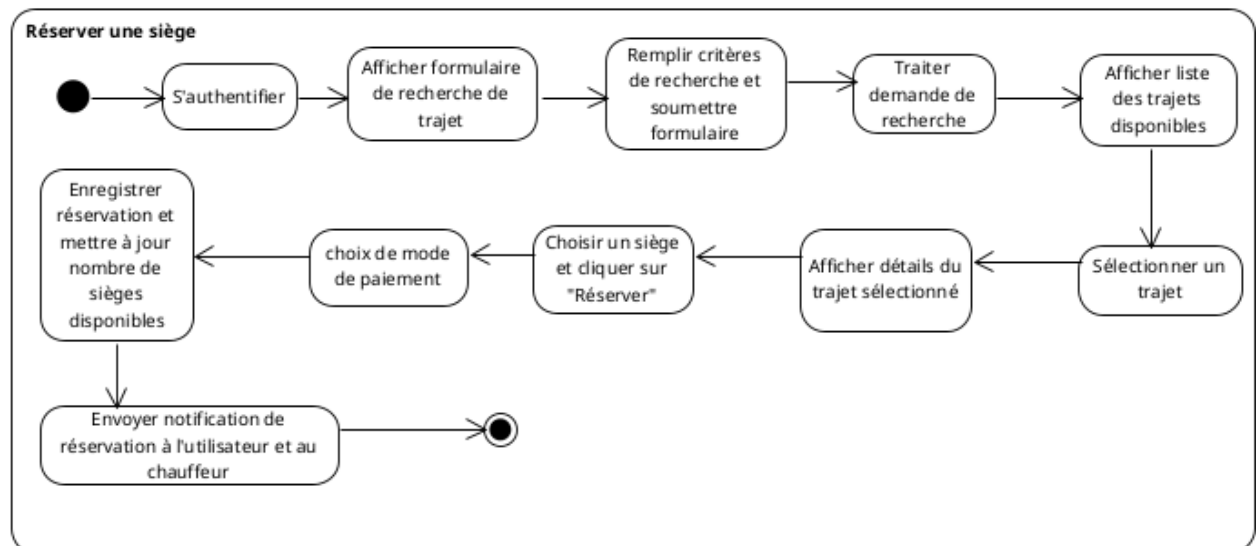 Réserver une siège
S'authentifier
Afficher formulaire
de recherche de
trajet
Remplir critères
de recherche et
soumettre
formulaire
Traiter
demande de
recherche
Afficher liste
des trajets
disponibles
Sélectionner un
trajet
Afficher détails du
trajet sélectionné
Choisir un siège
et cliquer sur
"Réserver"
choix de mode
de paiement
Enregistrer
réservation et
mettre à jour
nombre de
sièges
disponibles
Envoyer notification de
réservation à l'utilisateur et au
chauffeur